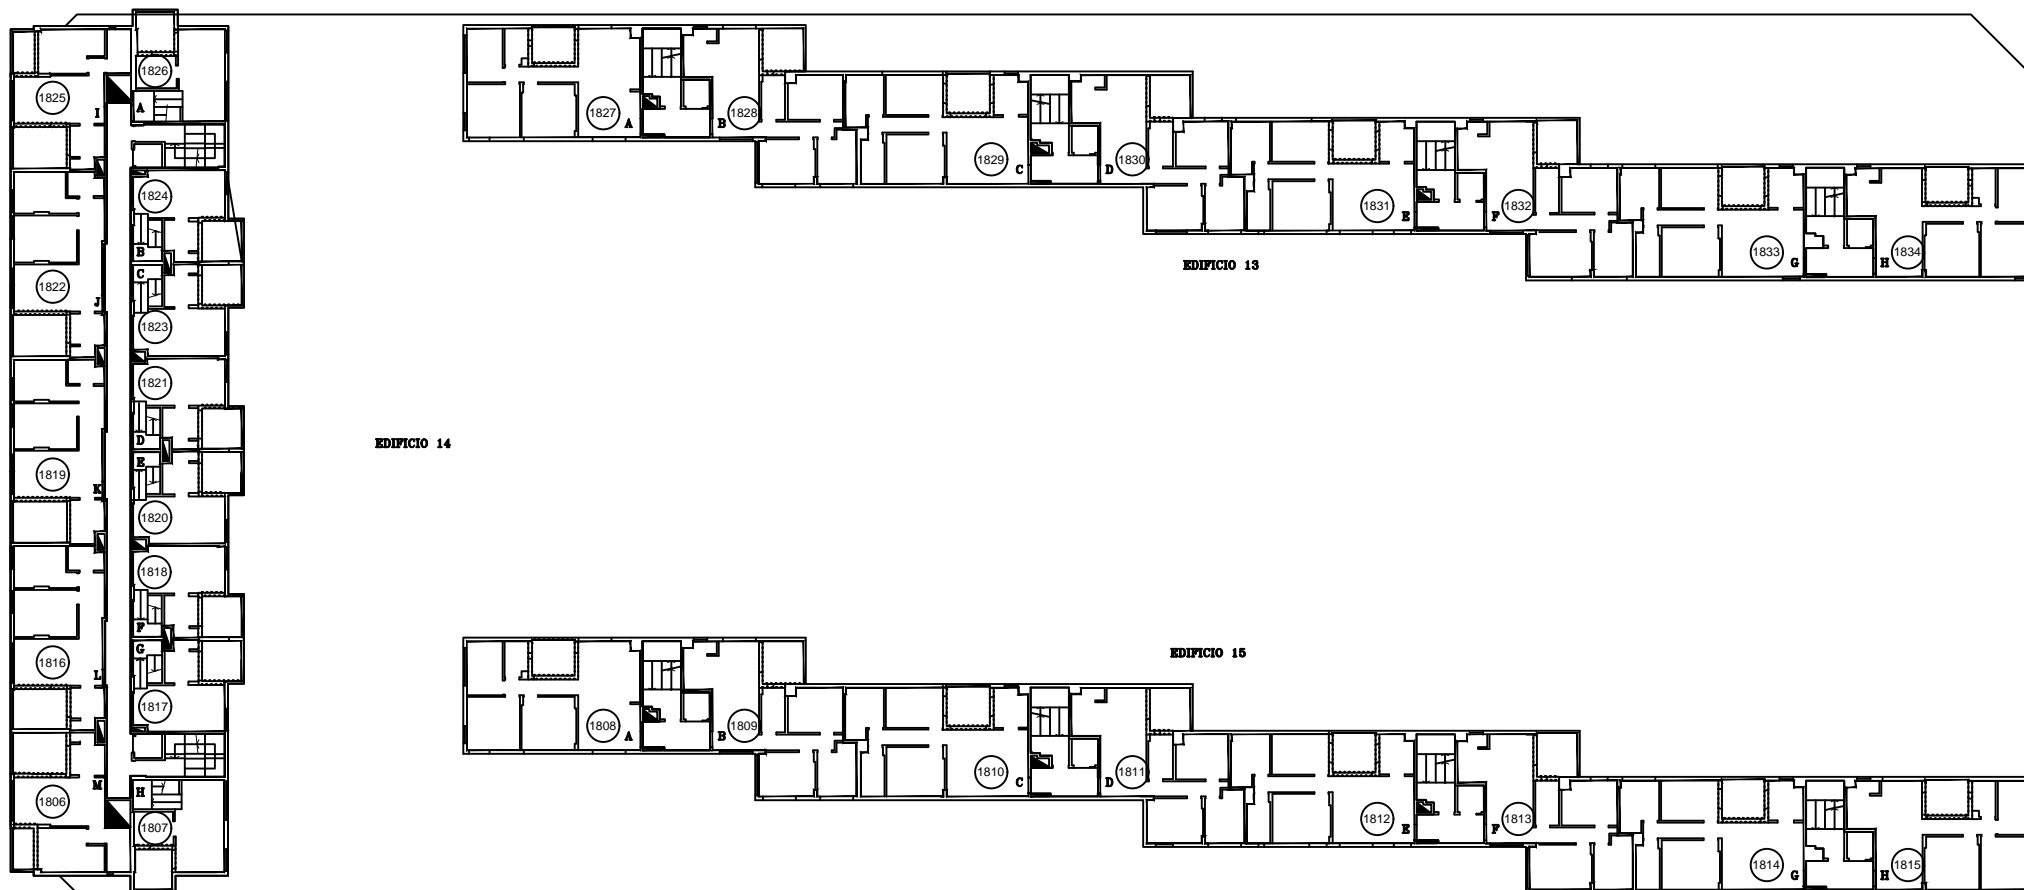 1826
1825
A
I
1827
A
B
1828
1829
C
D
1830
1824
B
C
1831
E
F
1832
1833
G
H
1834
EDIFICIO 13
1822
J
1823
1821
D
EDIFICIO 14
E
1819
K
1820
1818
F
G
1816
L
1817
EDIFICIO 15
1808
A
B
1809
1810
C
D
1811
M
H
1806
1807
1812
E
F
1813
1814
G
H
1815